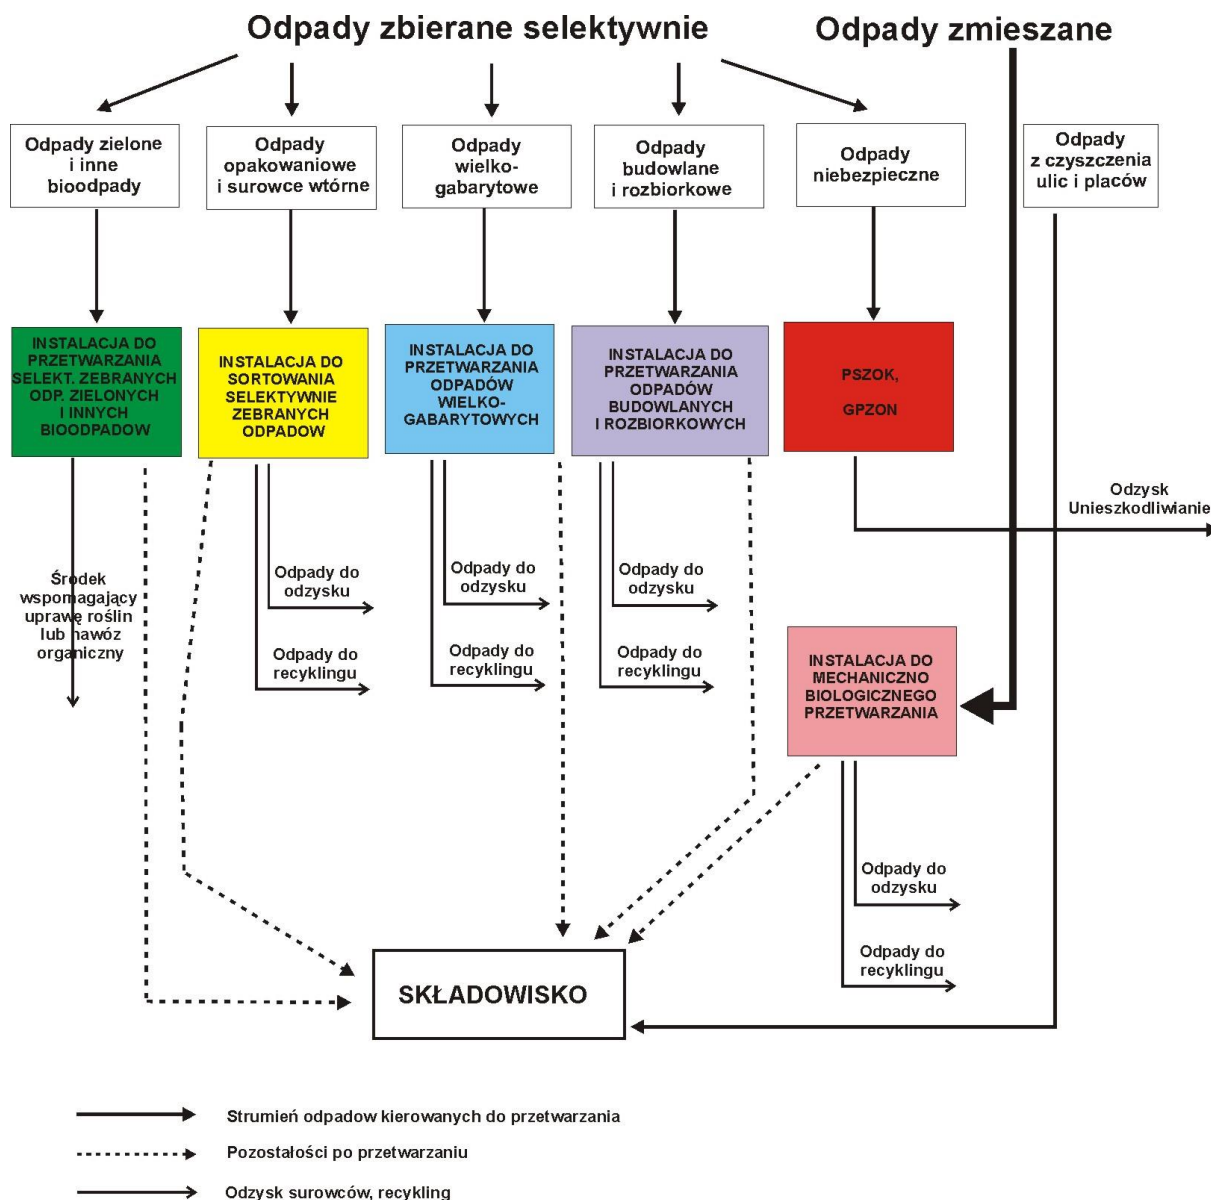 Odpady zbierane selektywnie
Odpady zmieszane
Odpady zielone
i inne
bioodpady
Odpady
opakowaniowe
i surowce wtórne
Odpady
wielko-
gabarytowe
Odpady
budowlane
i rozbiorkowe
Odpady
niebezpieczne
Odpady
z czyszczenia
ulic i placów
INSTALACJA DO
PRZETWARZANIA
SELEKT. ZEBRANYCH
ODP. ZIELONYCH
I INNYCH
BIOODPADOW
INSTALACJA DO
SORTOWANIA
SELEKTYWNIE
ZEBRANYCH
ODPADOW
INSTALACJA DO
PRZETWARZANIA
ODPADÓW
WIELKO-
GABARYTOWYCH
INSTALACJA DO
PRZETWARZANIA
ODPADÓW
BUDOWLANYCH
I ROZBIORKOWYCH
PSZOK,
GPZON
Odzysk
Unieszkodliwianie
Środek
wspomagający
uprawę roślin
lub nawóz
organiczny
Odpady do
odzysku
Odpady do
recyklingu
Odpady do
odzysku
Odpady do
recyklingu
Odpady do
odzysku
Odpady do
recyklingu
INSTALACJA DO
MECHANICZNO
BIOLOGICZNEGO
PRZETWARZANIA
Odpady do
odzysku
Odpady do
recyklingu
SKŁADOWISKO
Strumień odpadow kierowanych do przetwarzania
Pozostałości po przetwarzaniu
Odzysk surowców, recykling